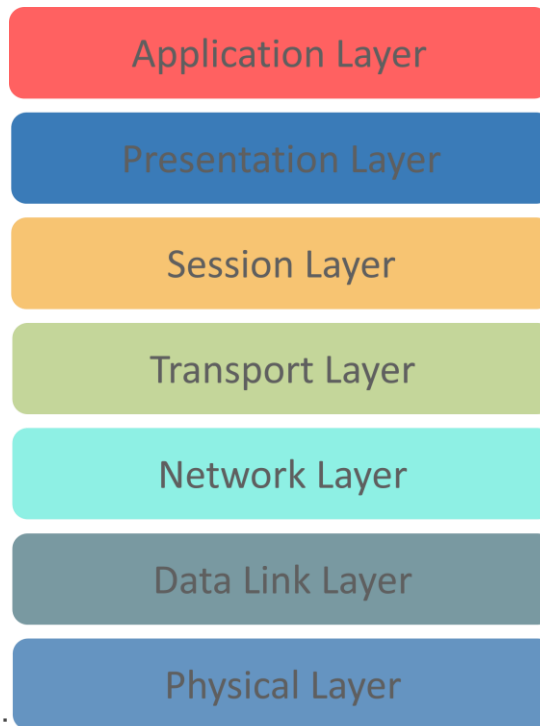 Application Layer
Presentation Layer
Session Layer
Transport Layer
Network Layer
Data Link Layer
Physical Layer
.